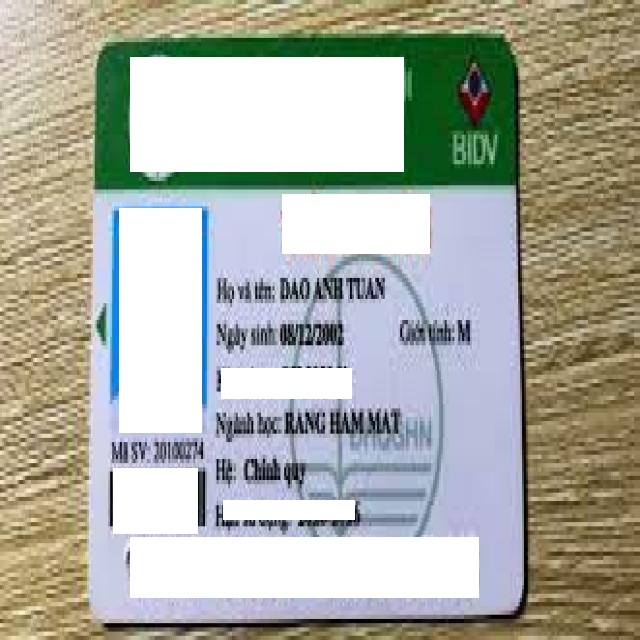 BIDV
Họ và tên: DAO ANH TUAN
Ngày sinh: 08/12/2002 Giới tính: M
Ngành học: RANG HAM MAT
ĐHQGHN
Mã SV: 20100274
Hệ: Chính quy